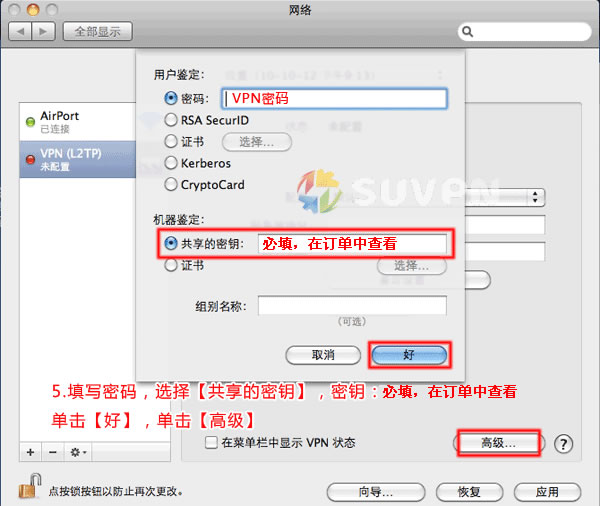 网络
全部显示
用户鉴定：
密码： VPN密码
RSA SecurID
证书 选择...
Kerberos
CryptoCard
SUVPN
机器鉴定：
共享的密钥： 必填，在订单中查看
证书 选择...
组别名称：
（可选）
取消 好
AirPort
已连接
VPN (L2TP)
未配置
5.填写密码，选择【共享的密钥】，密钥：必填，在订单中查看
单击【好】，单击【高级】
在菜单栏中显示 VPN 状态 高级... ?
点按锁按钮以防止再次更改。 向导... 恢复 应用